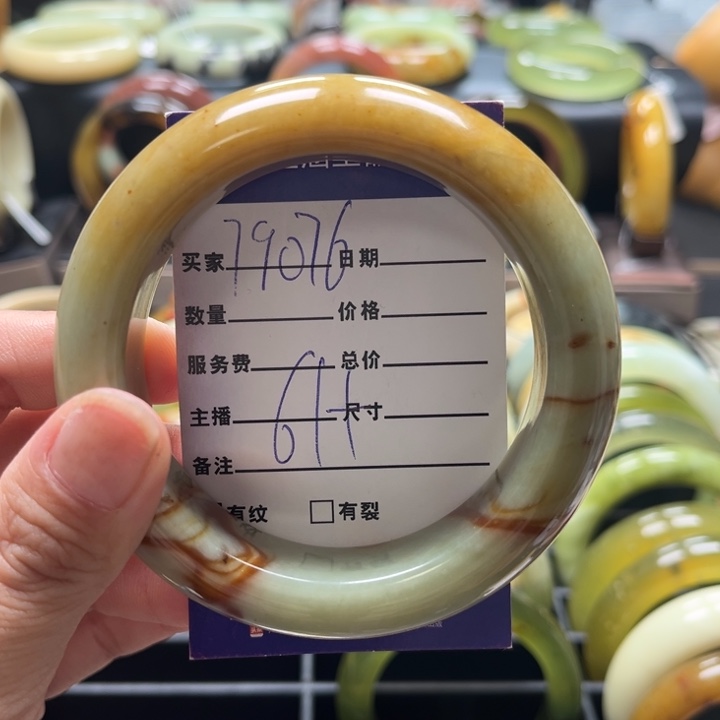 买家 79076 日期
数量 价格
服务费 总价
主播 61+ 尺寸
备注
有纹 有裂